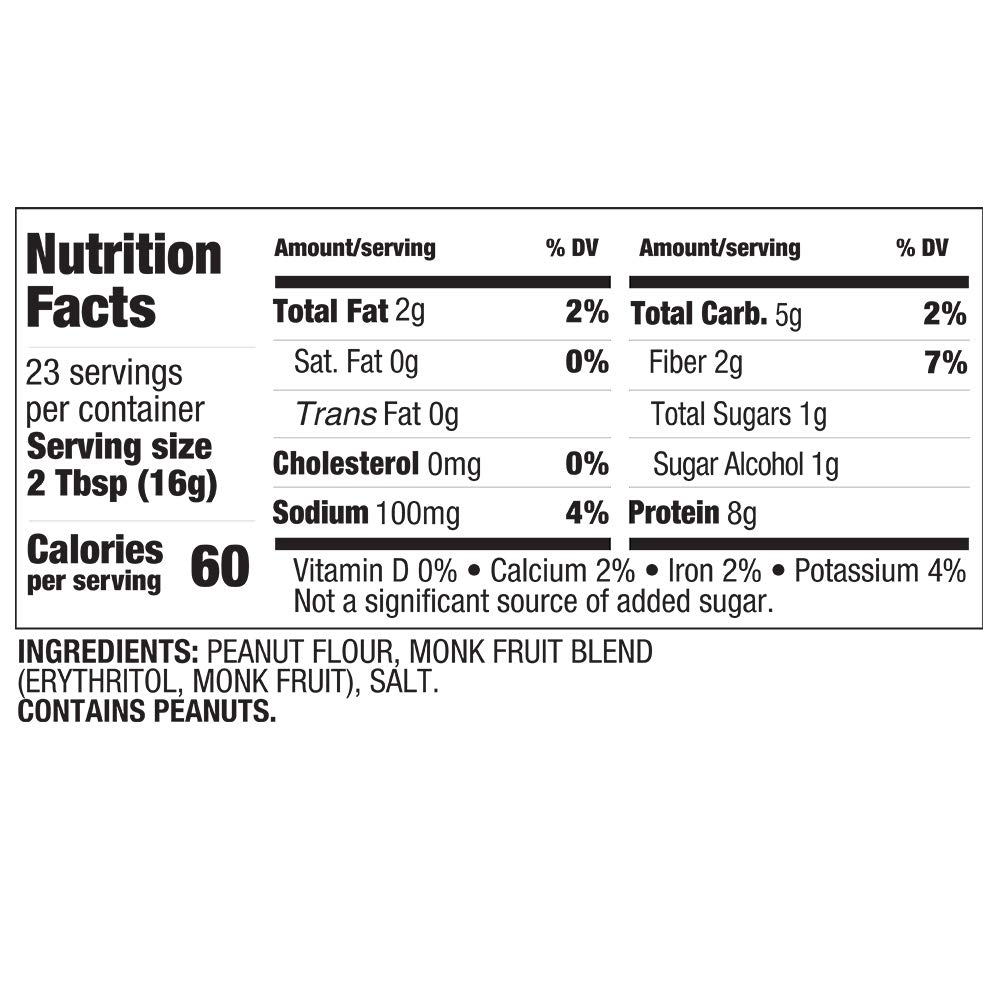 Nutrition
Facts
23 servings
per container
Serving size
2 Tbsp (16g)
Calories
per serving 60
Amount/serving % DV
Total Fat 2g 2%
Sat. Fat 0g 0%
Trans Fat 0g
Cholesterol 0mg 0%
Sodium 100mg 4%
Amount/serving % DV
Total Carb. 5g 2%
Fiber 2g 7%
Total Sugars 1g
Sugar Alcohol 1g
Protein 8g
Vitamin D 0% • Calcium 2% • Iron 2% • Potassium 4%
Not a significant source of added sugar.
INGREDIENTS: PEANUT FLOUR, MONK FRUIT BLEND
(ERYTHRITOL, MONK FRUIT), SALT.
CONTAINS PEANUTS.